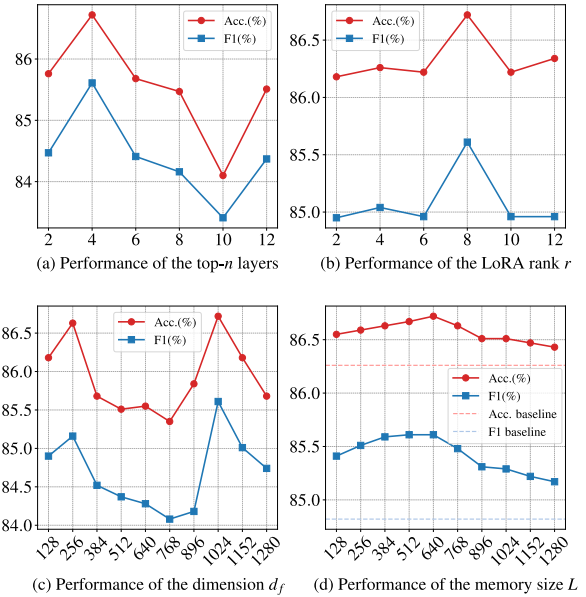 86
85
84
Acc.(%)
F1(%)
2 4 6 8 10 12
(a) Performance of the top-n layers
86.5
86.0
85.5
85.0
Acc.(%)
F1(%)
2 4 6 8 10 12
(b) Performance of the LoRA rank r
86.5
86.0
85.5
85.0
84.5
84.0
Acc.(%)
F1(%)
128 256 384 512 640 768 896 1024 1152 1280
(c) Performance of the dimension d_f
86.5
86.0
85.5
85.0
Acc.(%)
F1(%)
Acc. baseline
F1 baseline
128 256 384 512 640 768 896 1024 1152 1280
(d) Performance of the memory size L